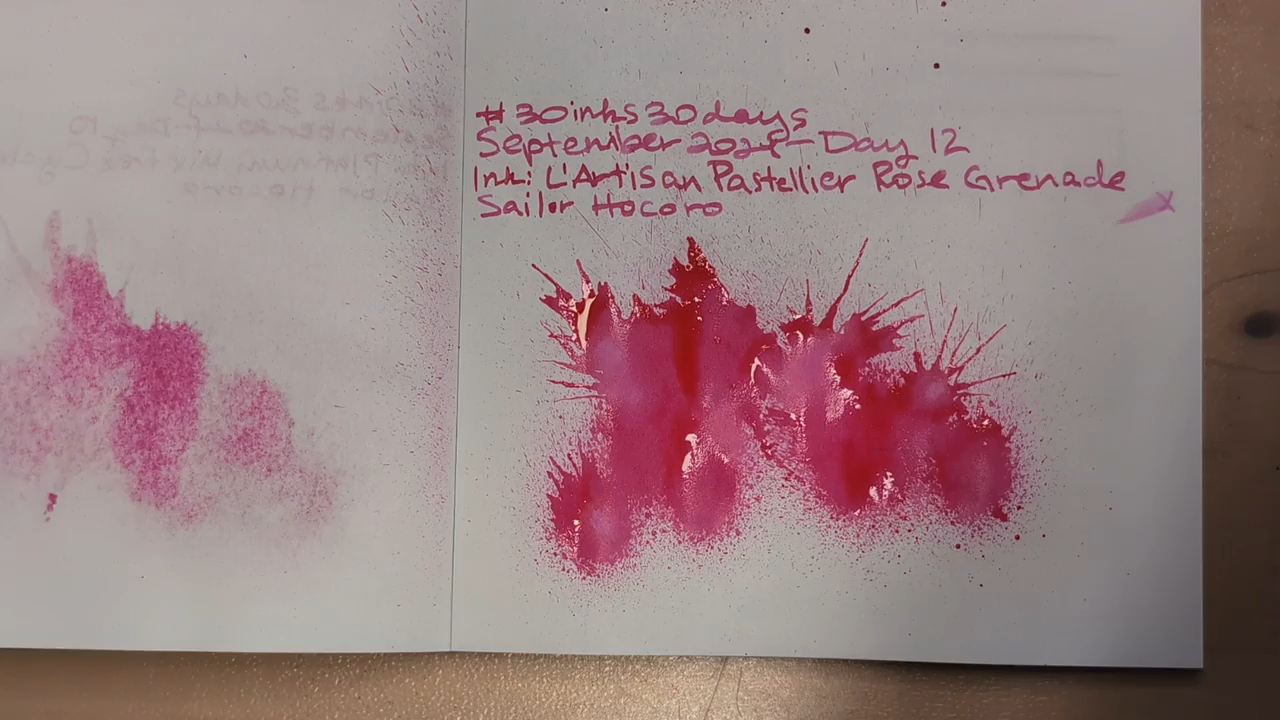 #30inks30days
September 2024 - Day 12
Ink: L'Artisan Pastellier Rose Grenade
Sailor Hocoro